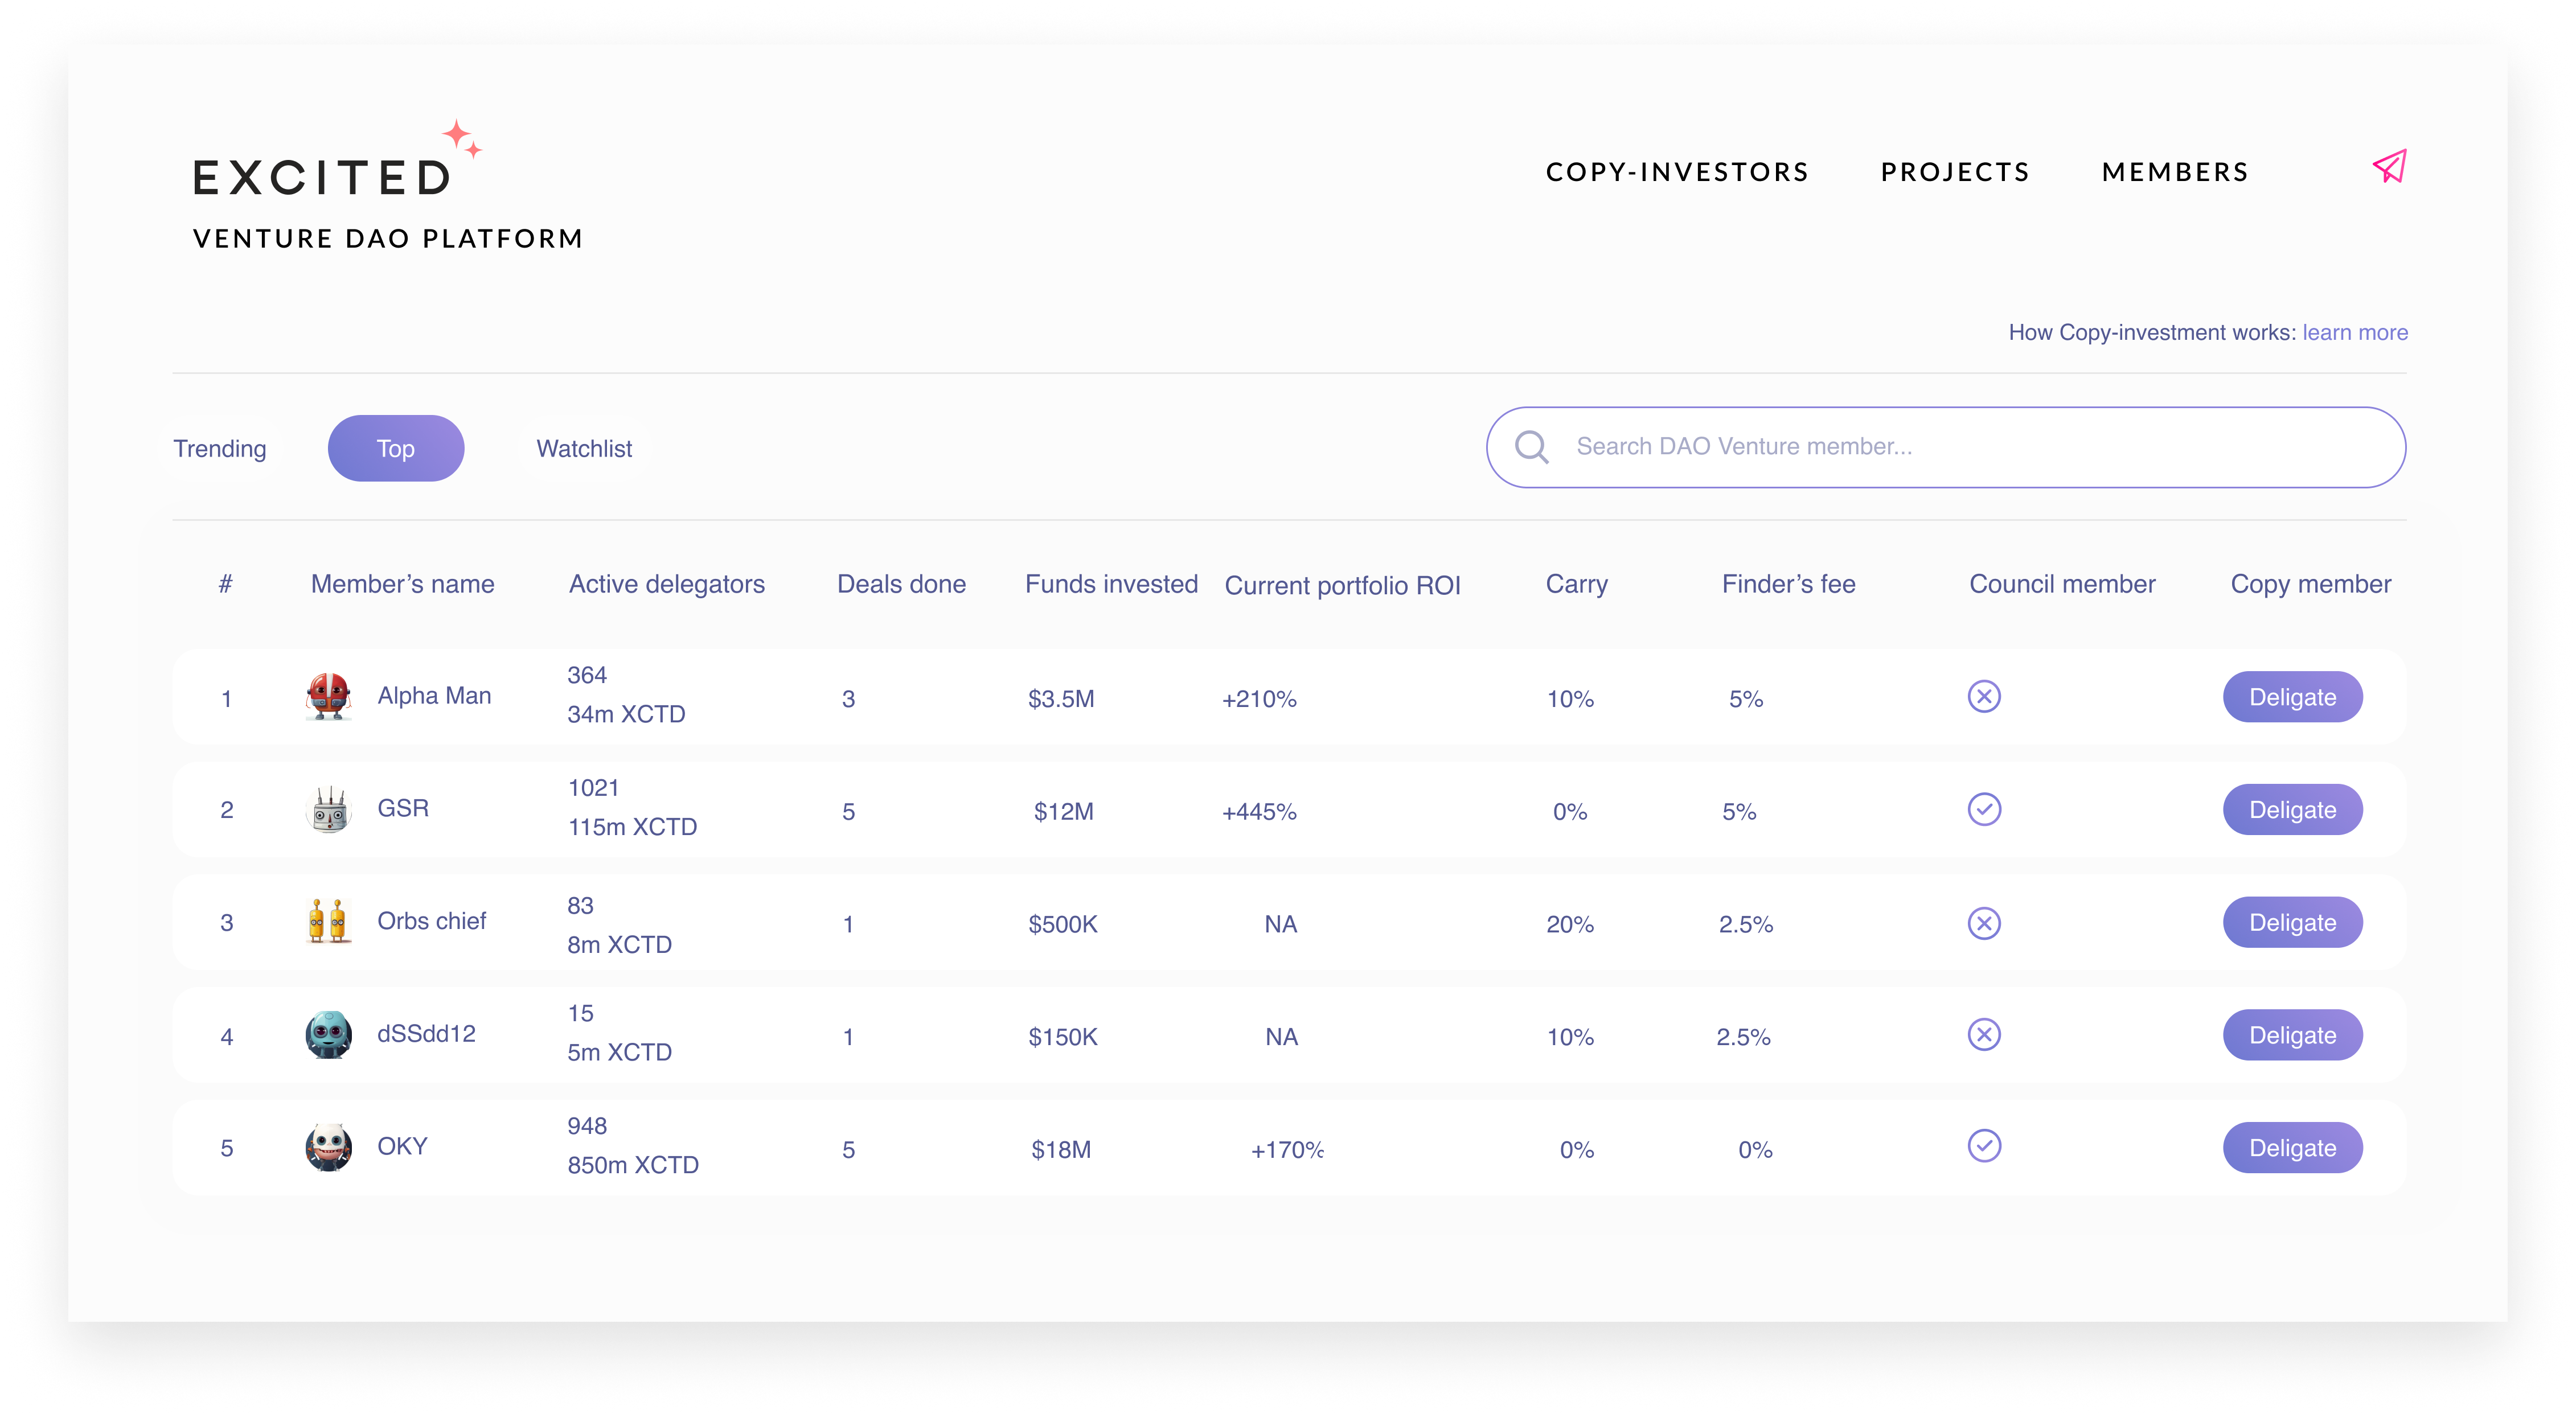 EXCITED
VENTURE DAO PLATFORM
COPY-INVESTORS PROJECTS MEMBERS
How Copy-investment works: learn more
Trending Top Watchlist Search DAO Venture member...
# Member’s name Active delegators Deals done Funds invested Current portfolio ROI Carry Finder’s fee Council member Copy member
1 Alpha Man 364 34m XCTD 3 $3.5M +210% 10% 5% Deligate
2 GSR 1021 115m XCTD 5 $12M +445% 0% 5% Deligate
3 Orbs chief 83 8m XCTD 1 $500K NA 20% 2.5% Deligate
4 dSSdd12 15 5m XCTD 1 $150K NA 10% 2.5% Deligate
5 OKY 948 850m XCTD 5 $18M +170% 0% 0% Deligate